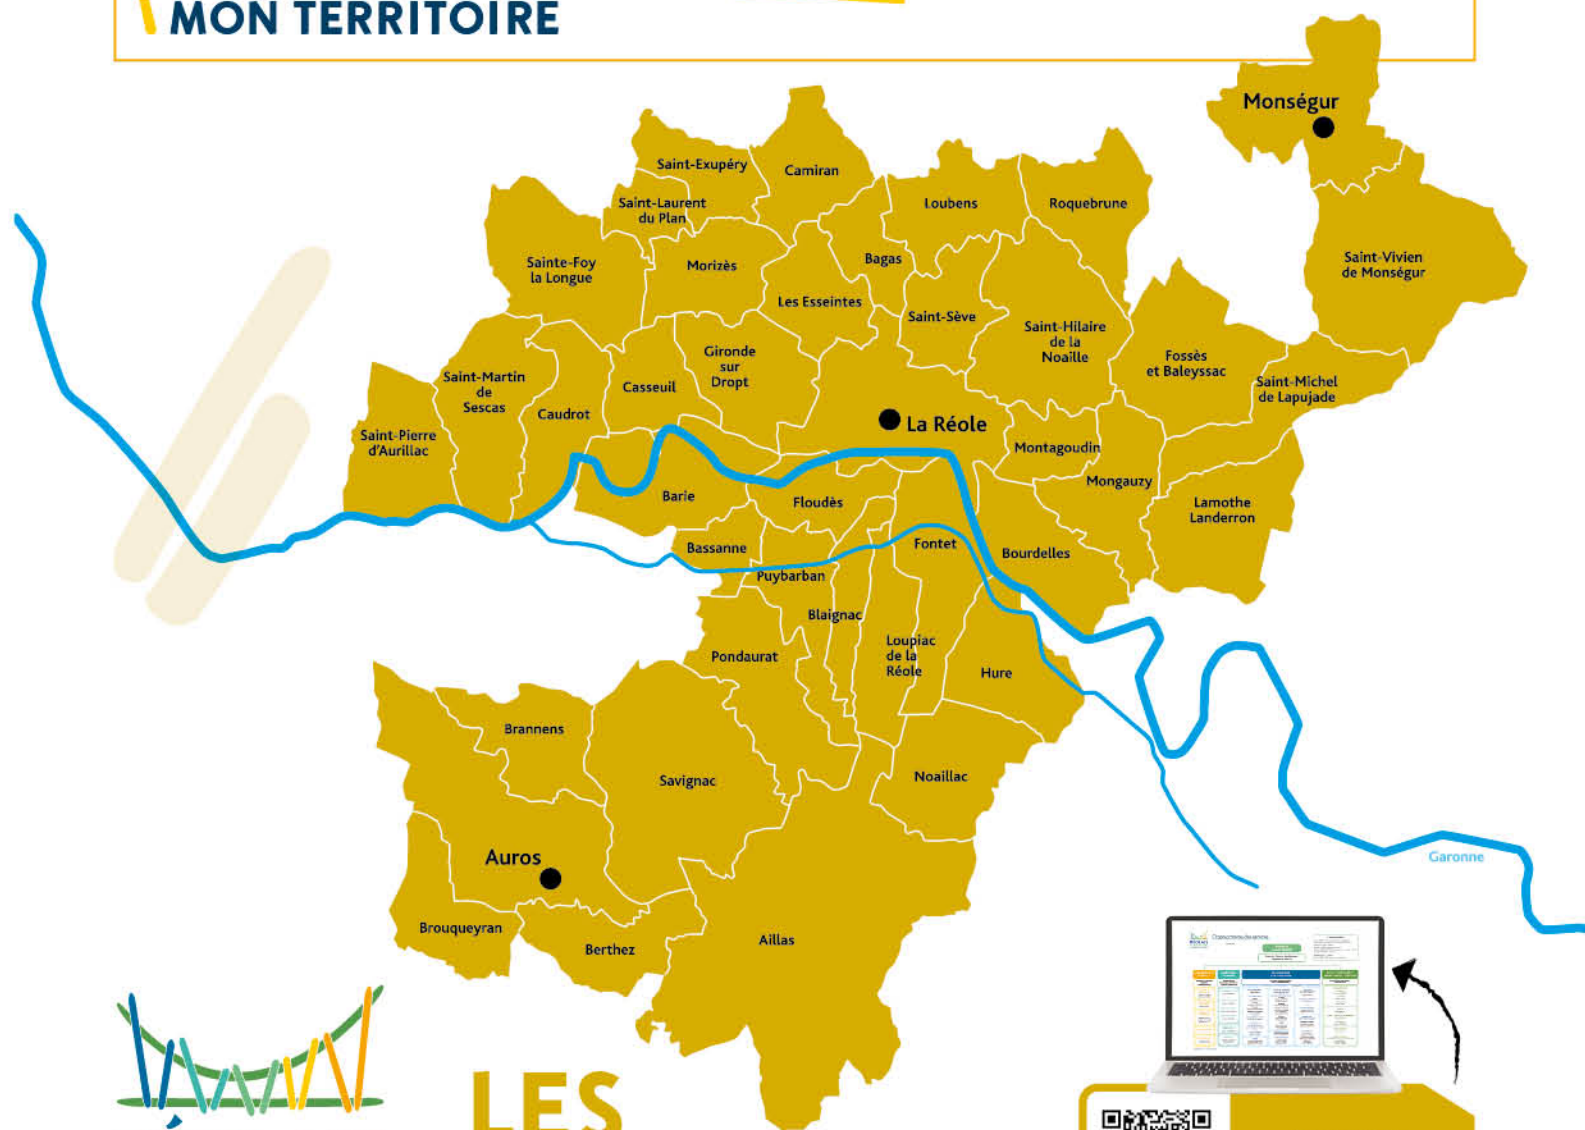 MON TERRITOIRE
Monségur
Saint-Exupéry
Camiran
Saint-Laurent
du Plan
Loubens
Roquebrune
Sainte-Foy
la Longue
Morizès
Bagas
Saint-Vivien
de Monségur
Les Esseintes
Saint-Sève
Saint-Hilaire
de la
Noaille
Gironde
sur
Dropt
Fossès
et Baleyssac
Saint-Martin
de
Sescas
Casseuil
Saint-Michel
de Lapujade
Caudrot
La Réole
Saint-Pierre
d'Aurillac
Montagoudin
Mongauzy
Barie
Floudès
Lamothe
Landerron
Bassanne
Fontet
Bourdelles
Puybarban
Blaignac
Pondaurat
Loupiac
de la
Réole
Hure
Brannens
Savignac
Noaillac
Auros
Garonne
Brouqueyran
Berthez
Aillas
LES